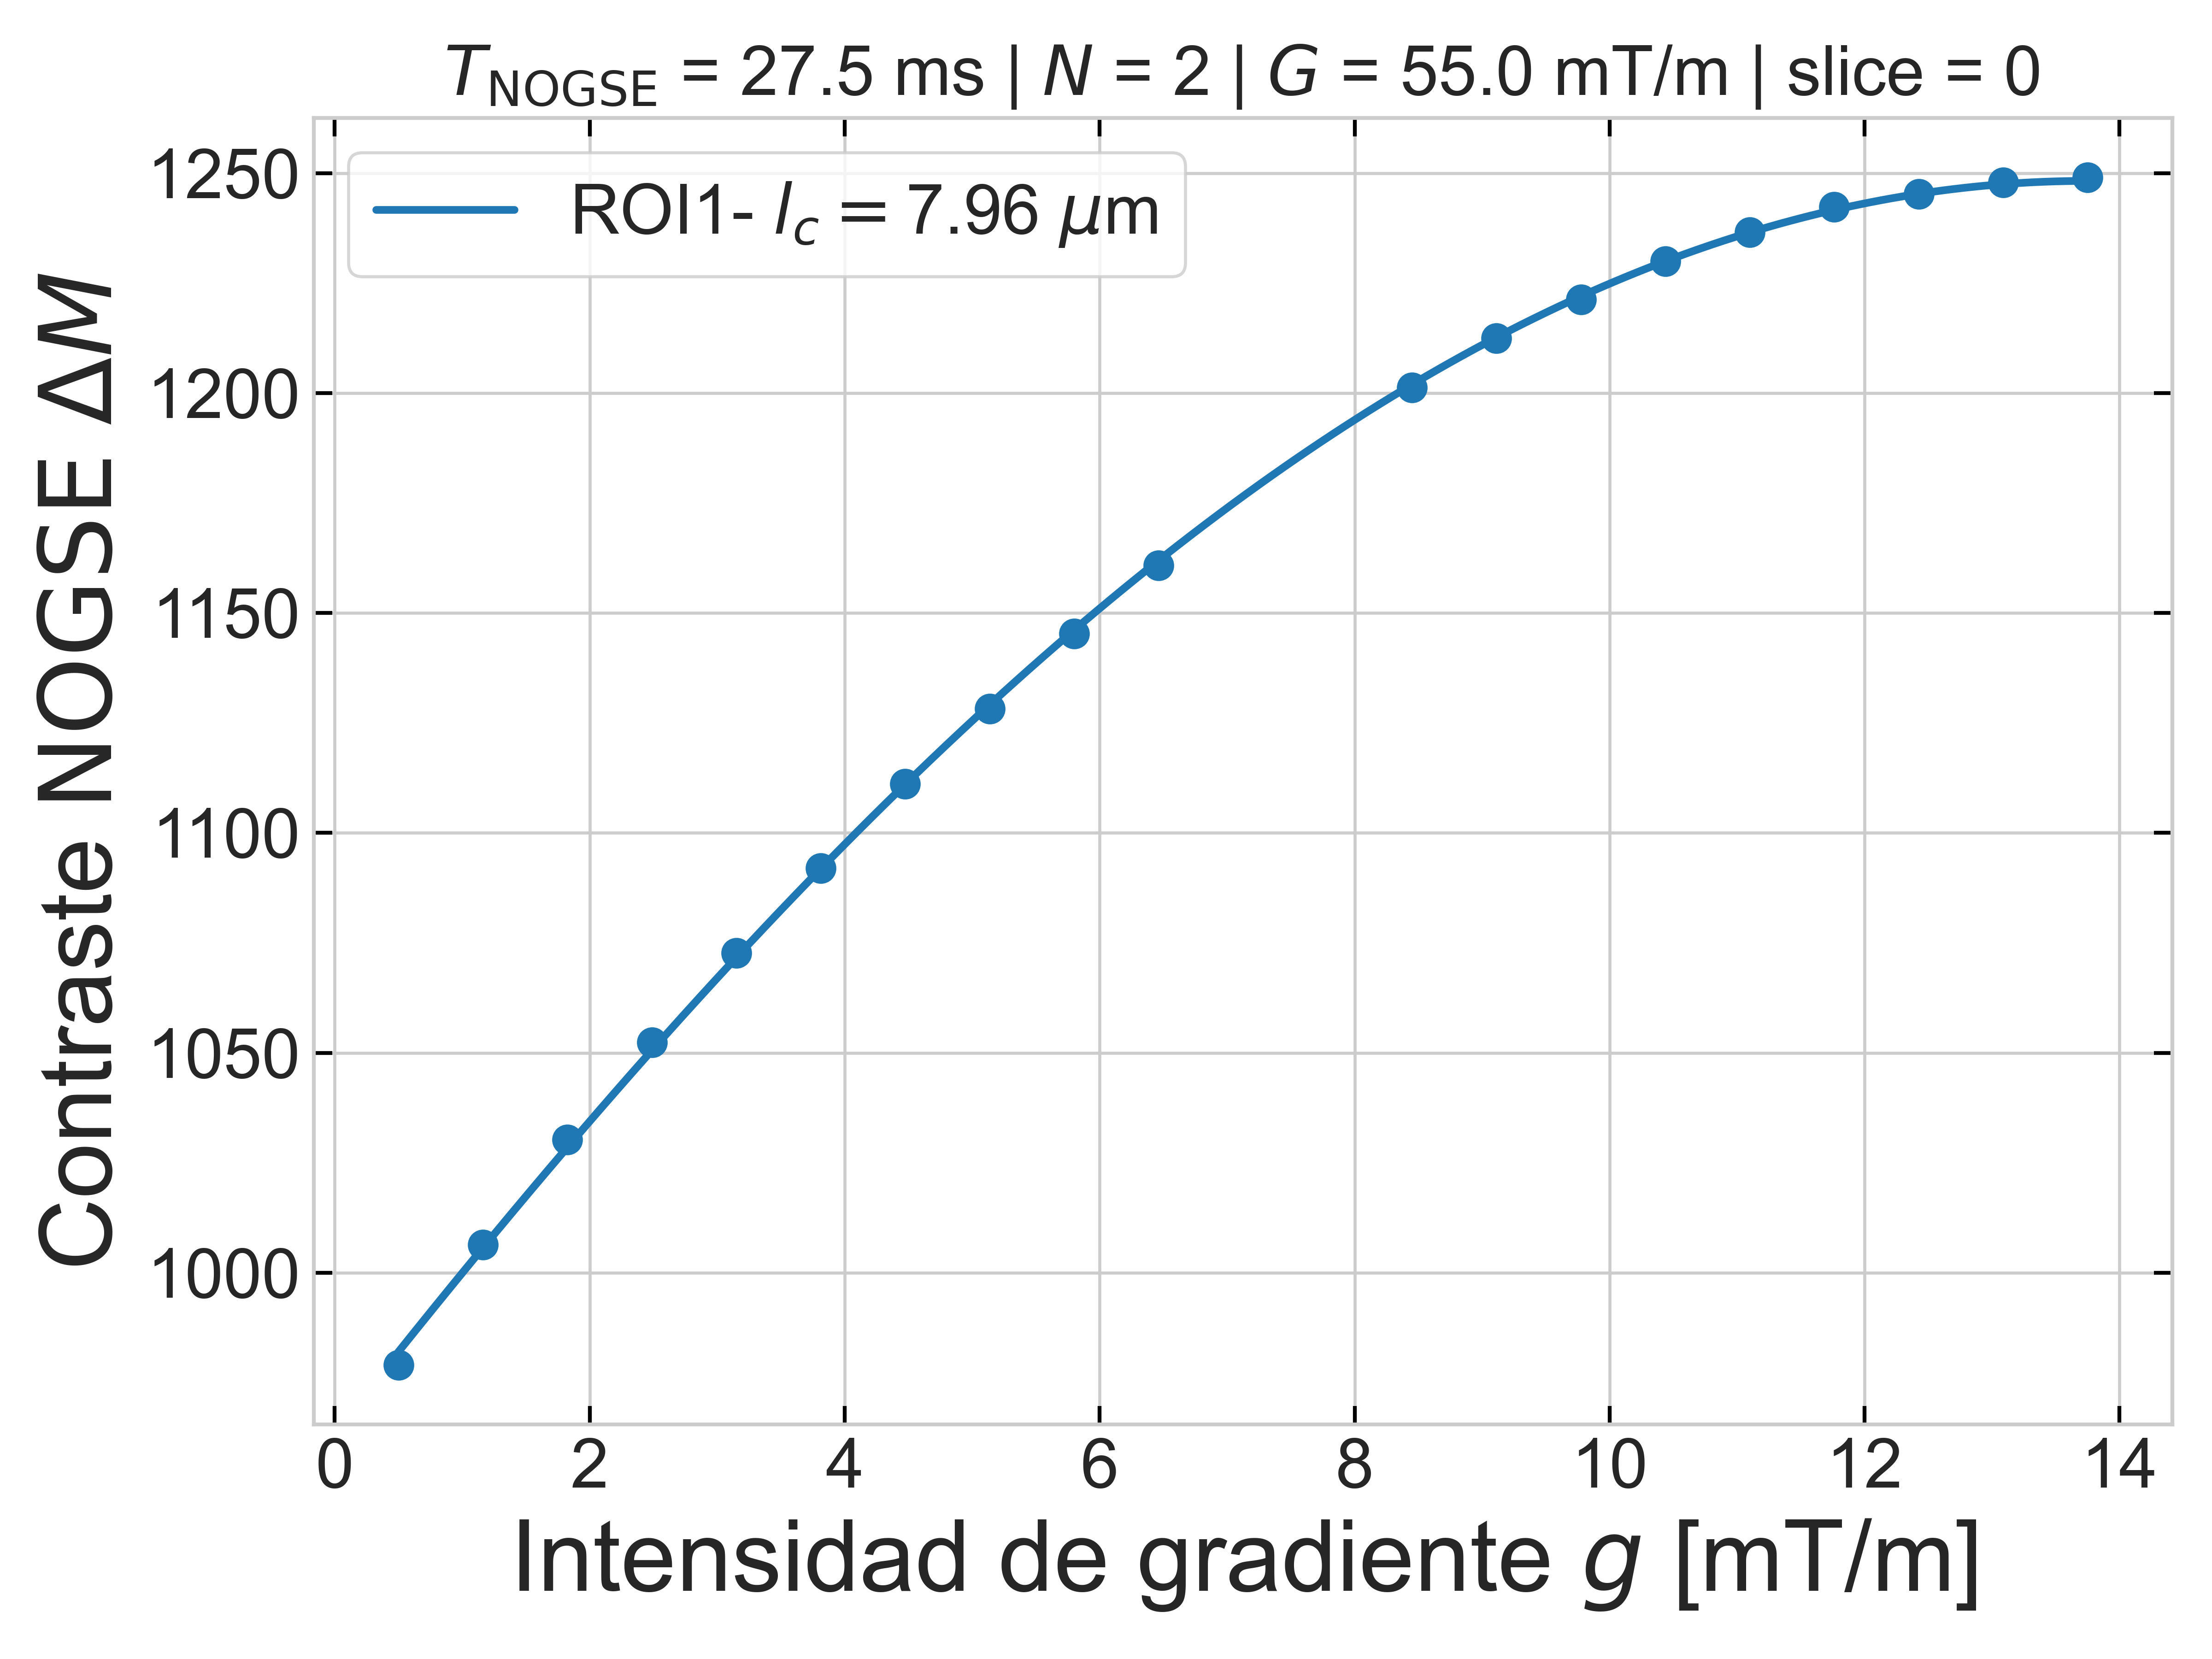 T_NOGSE = 27.5 ms | N = 2 | G = 55.0 mT/m | slice = 0
ROI1- l_c = 7.96 μm
Contraste NOGSE ΔM
1250
1200
1150
1100
1050
1000
0 2 4 6 8 10 12 14
Intensidad de gradiente g [mT/m]